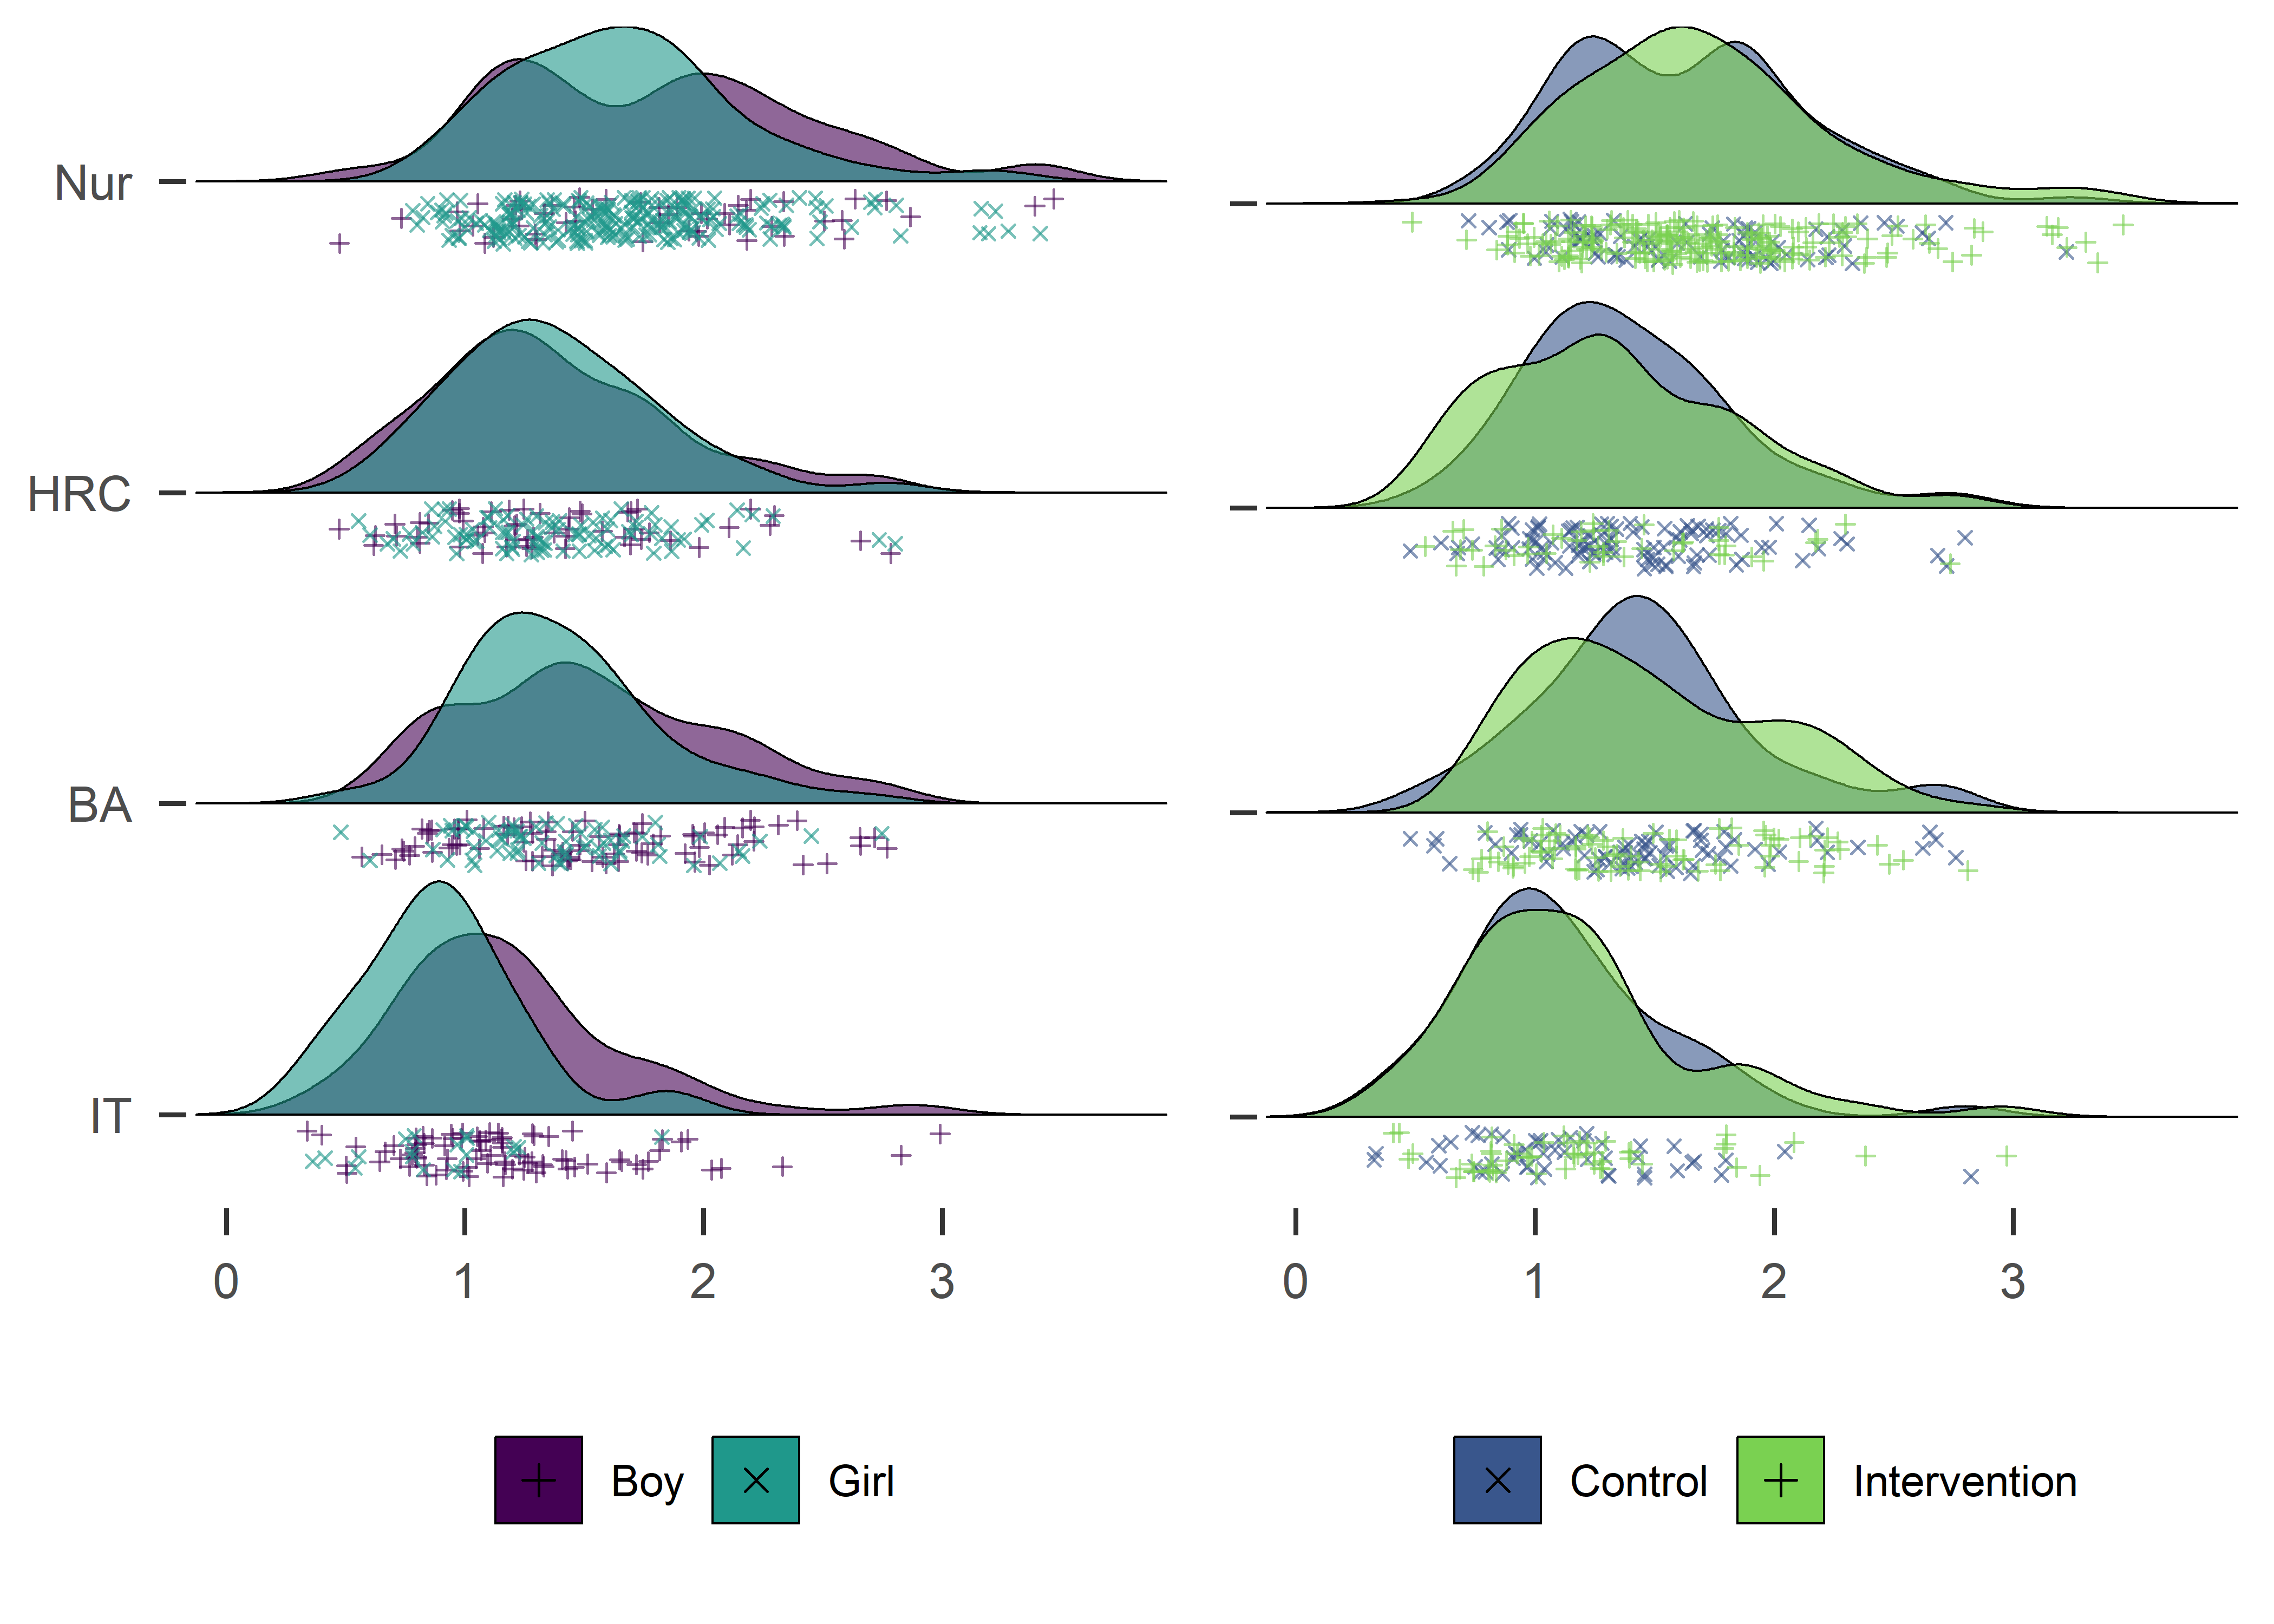 Nur
HRC
BA
IT
0 1 2 3
0 1 2 3
Boy Girl
Control Intervention